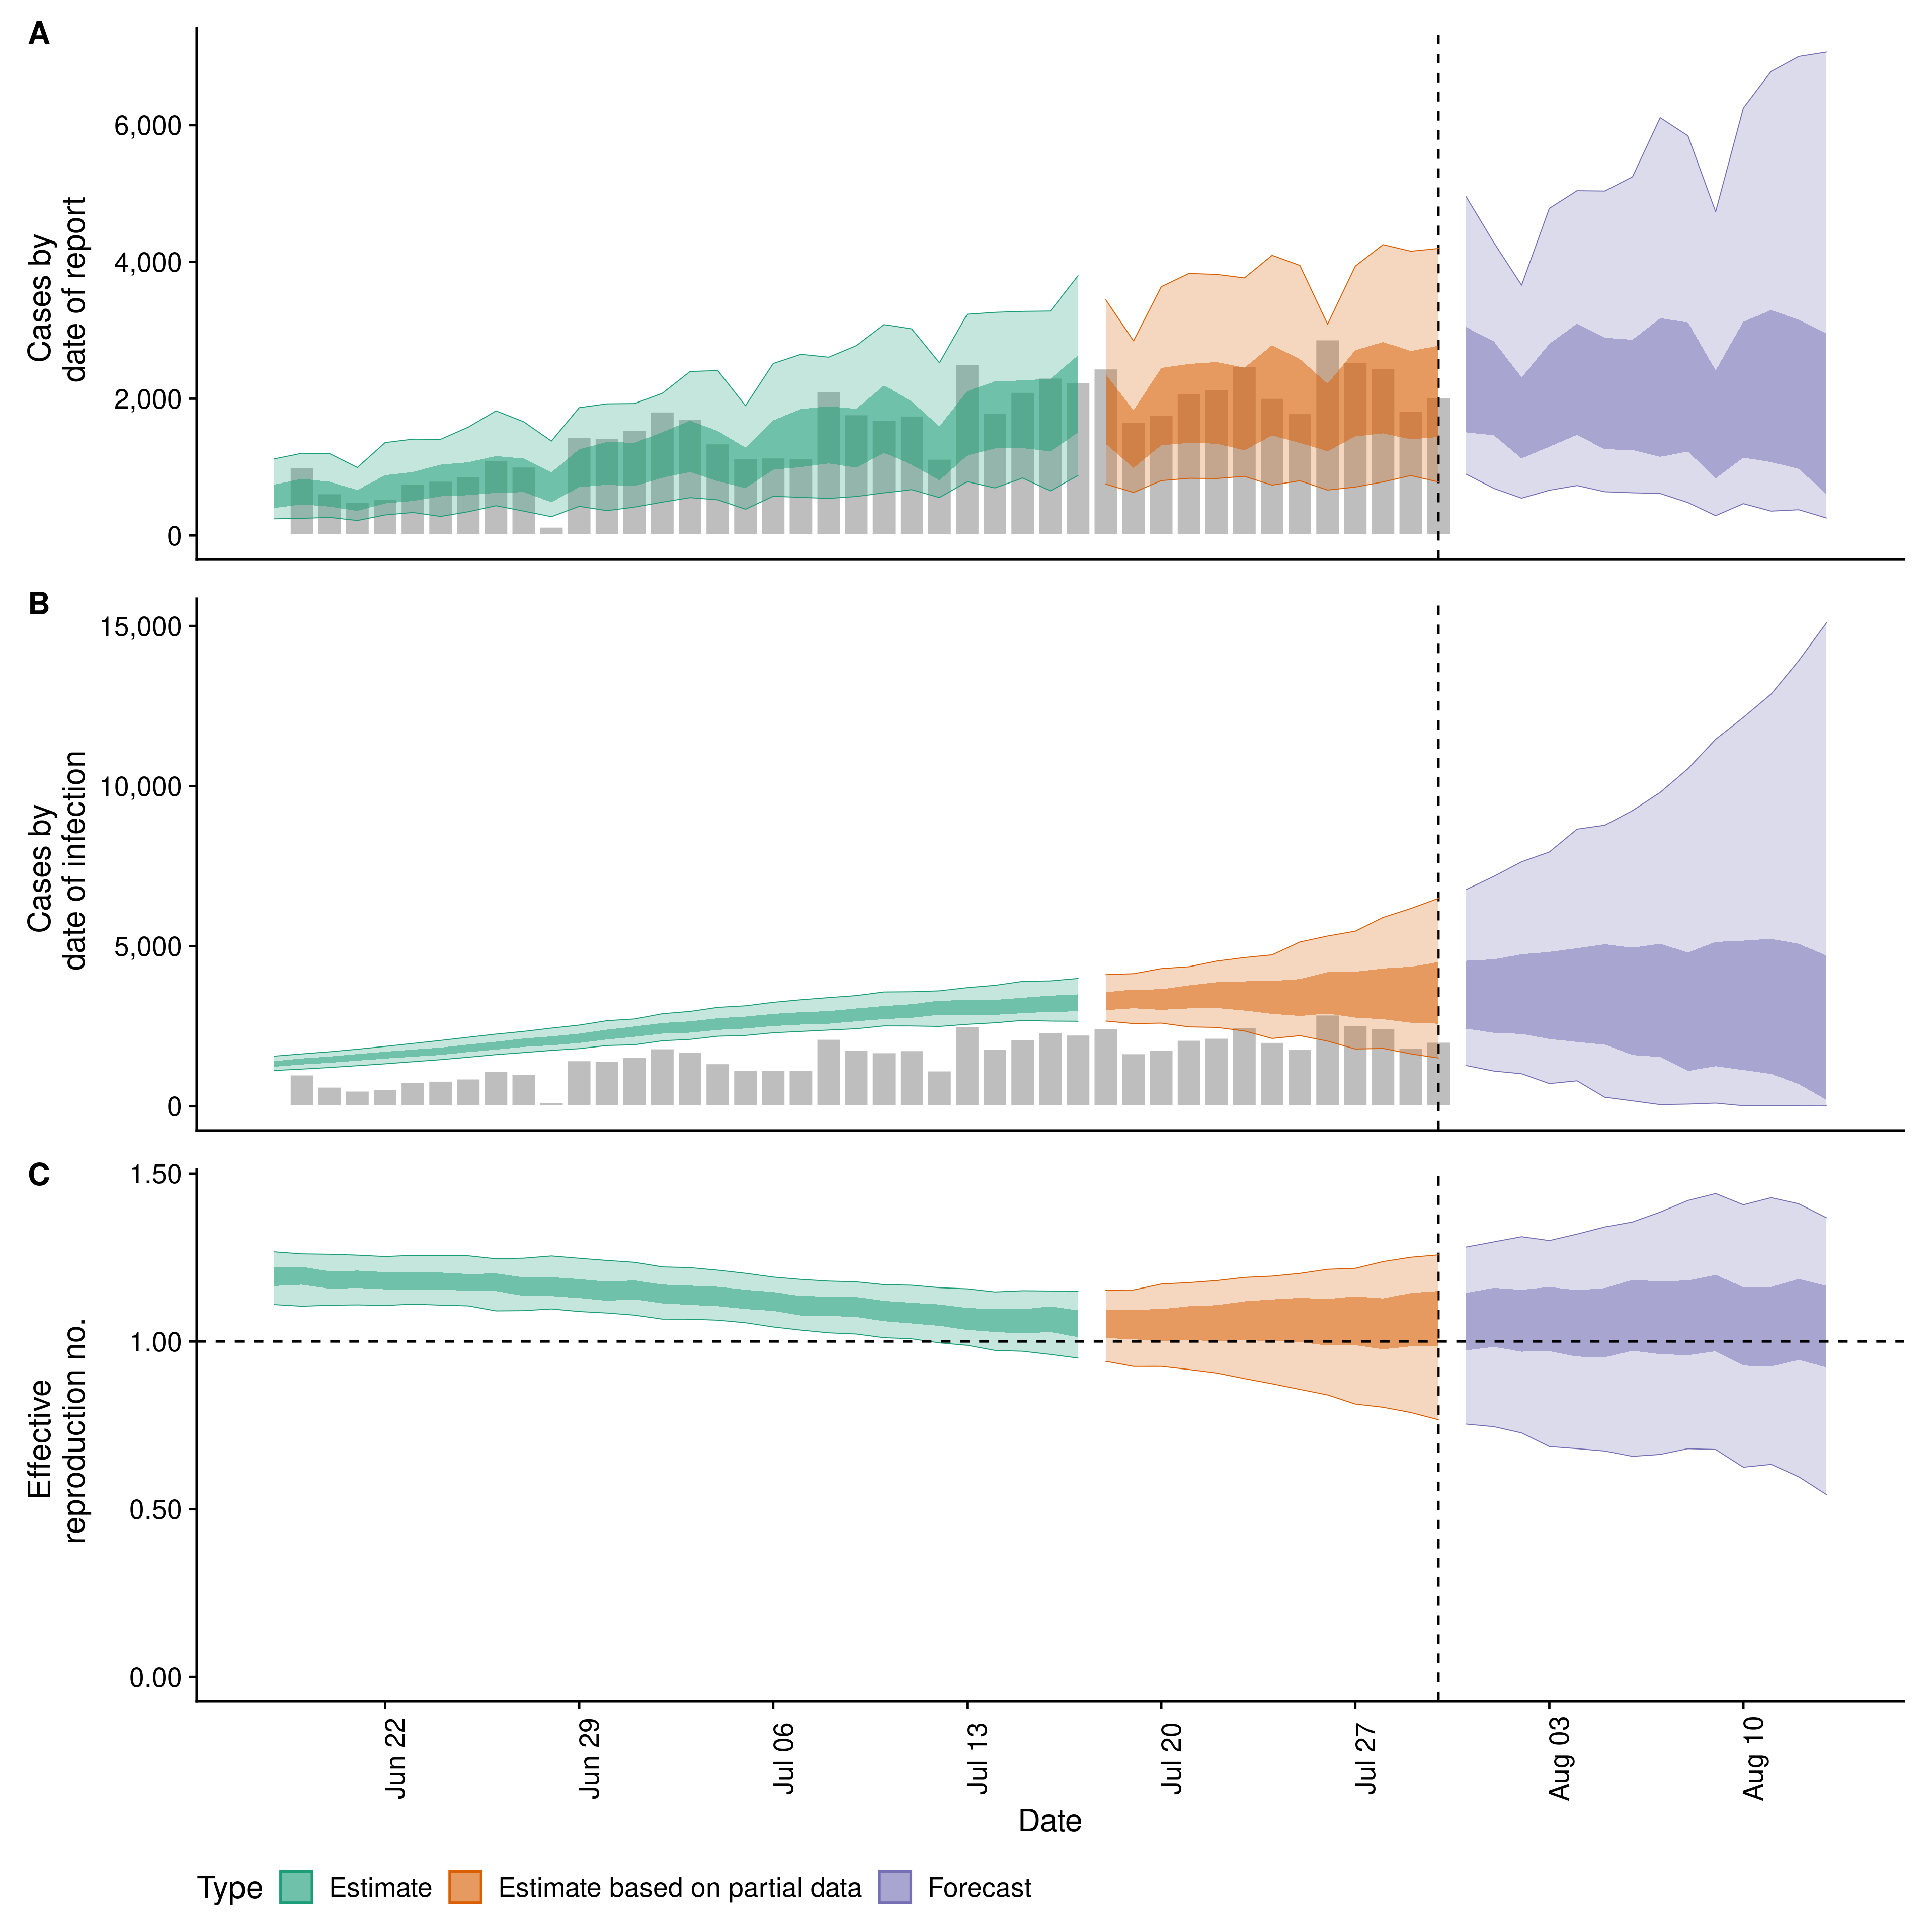 A
Cases by
date of report
6,000
4,000
2,000
0
B
Cases by
date of infection
15,000
10,000
5,000
0
C
Effective
reproduction no.
1.50
1.00
0.50
0.00
Jun 22
Jun 29
Jul 06
Jul 13
Jul 20
Jul 27
Aug 03
Aug 10
Date
Type Estimate Estimate based on partial data Forecast